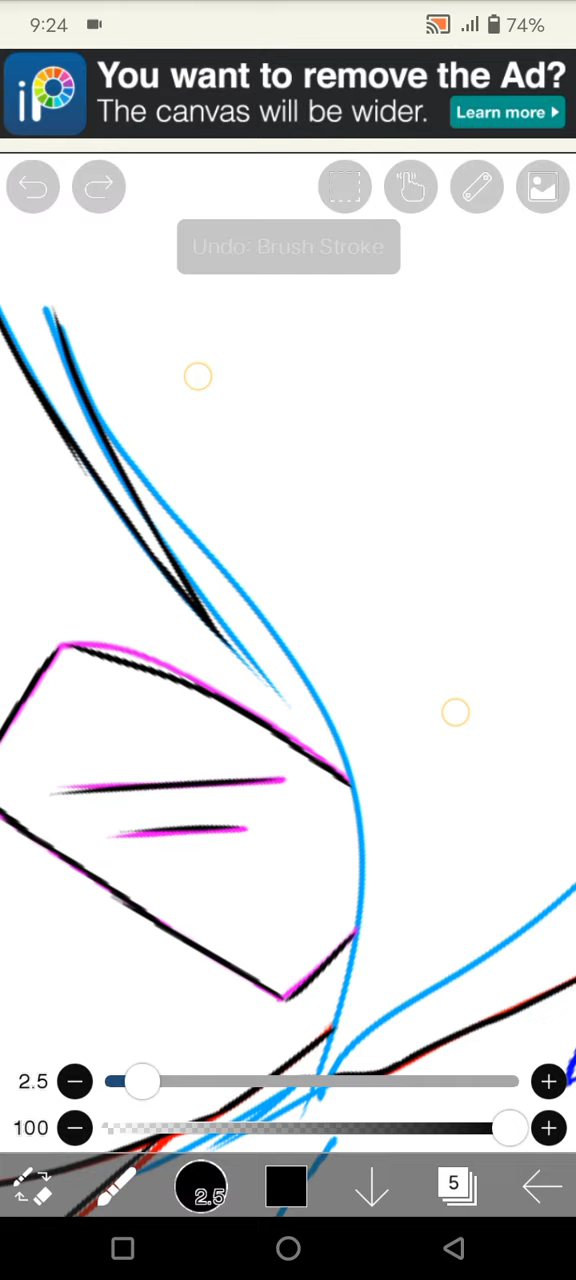 9:24
74%
iP
You want to remove the Ad?
The canvas will be wider.
Learn more
Undo: Brush Stroke
2.5
100
2.5
5